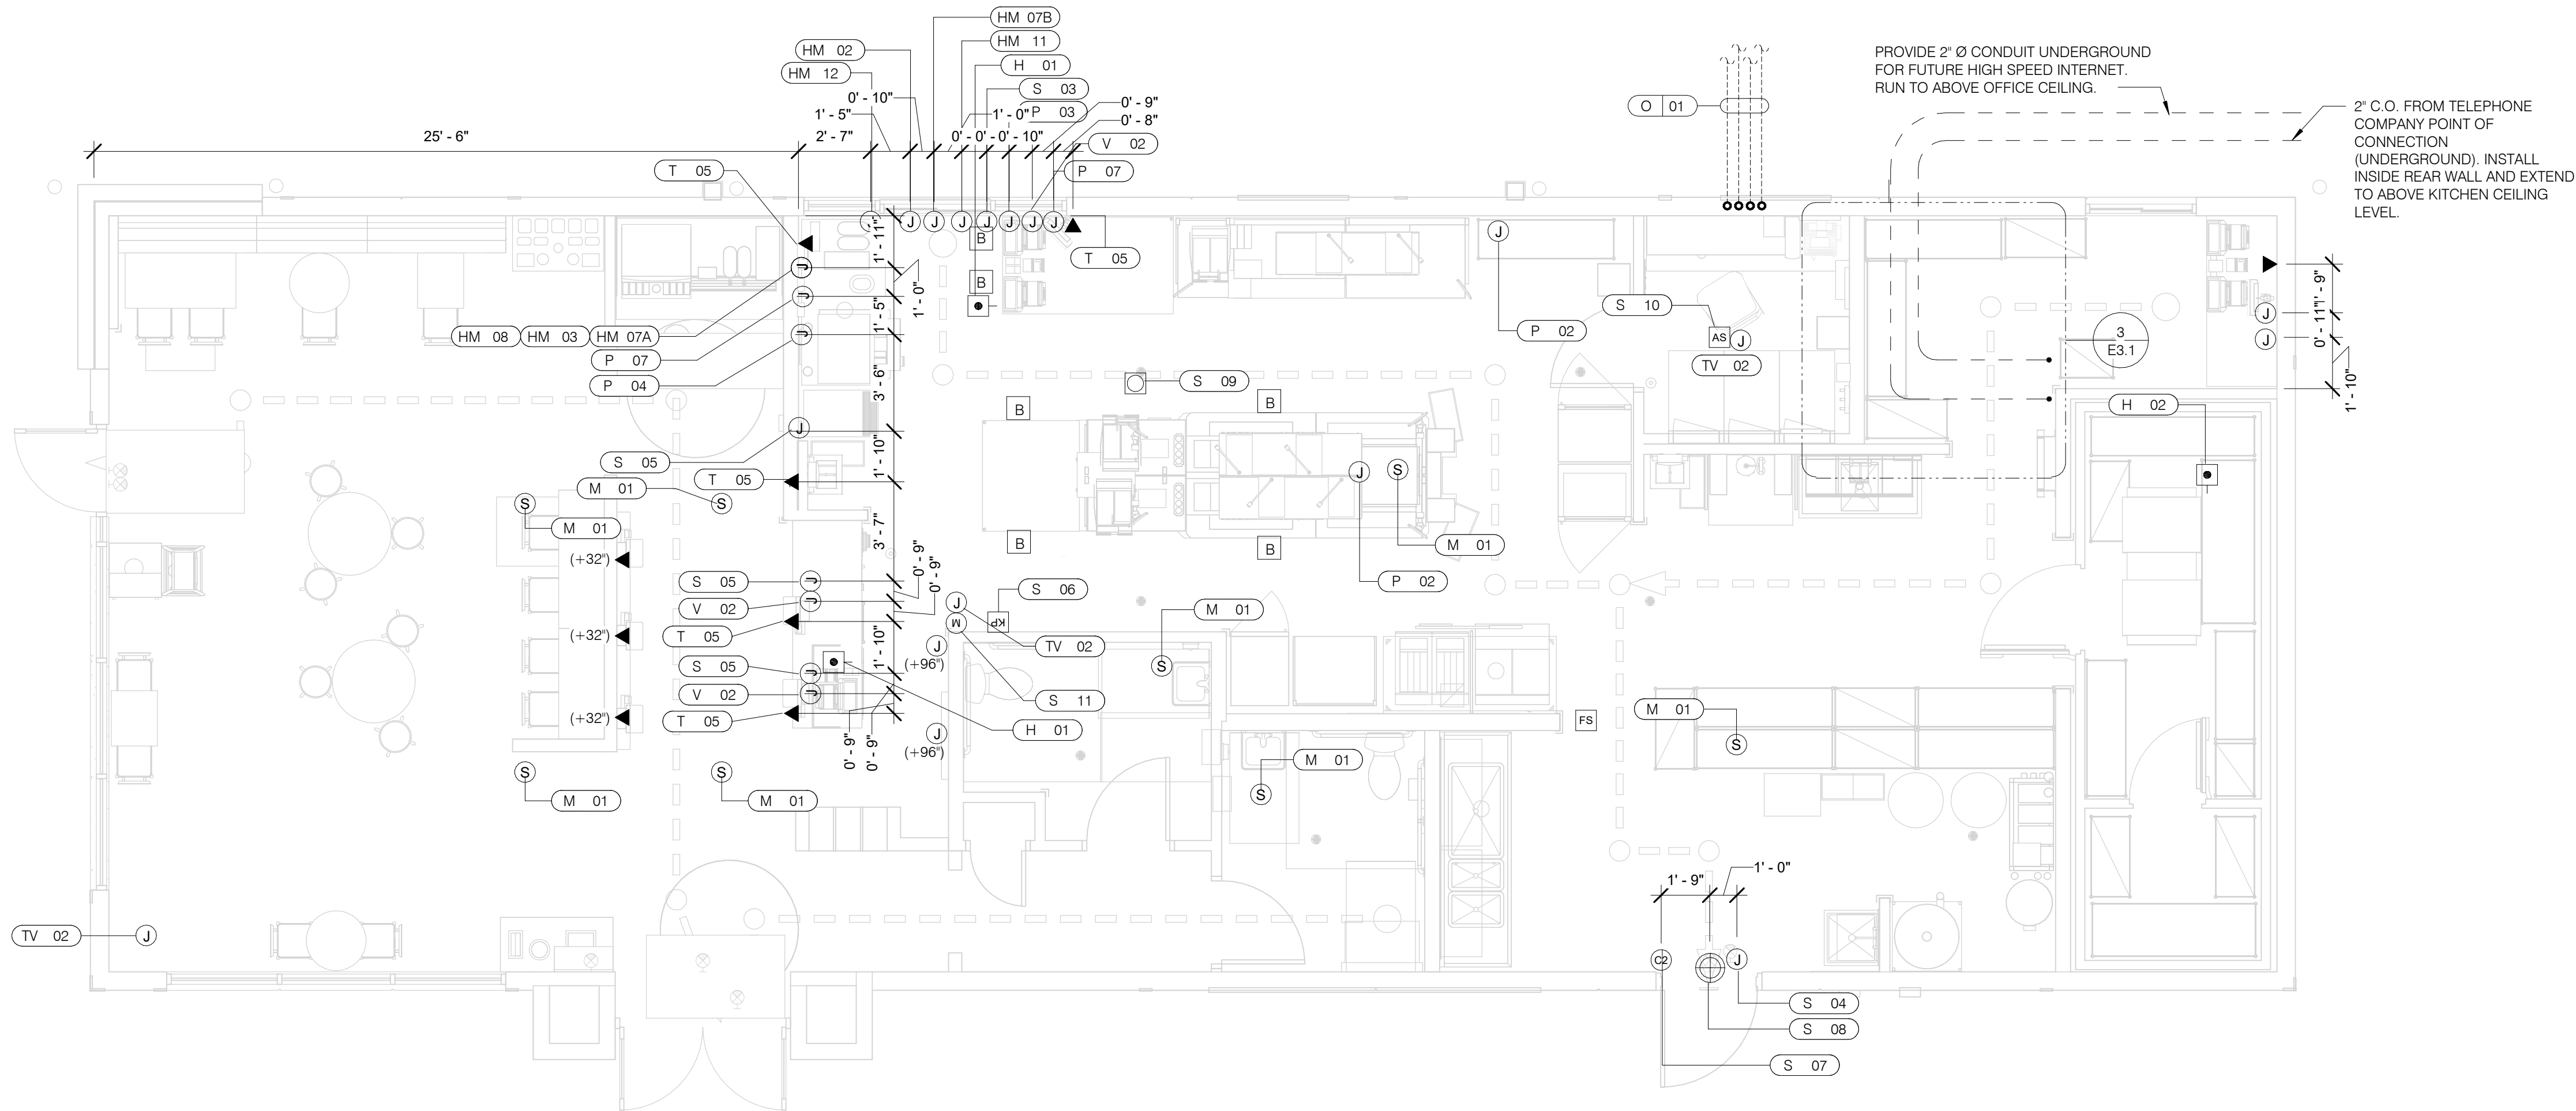 HM 07B
HM 02
HM 11
HM 12
H 01
S 03
P 03
0' - 10"
0' - 9"
1' - 5"
1' - 0"
0' - 8"
25' - 6"
2' - 7"
0' - 0' - 0' - 10"
V 02
P 07
T 05
O 01
PROVIDE 2" Ø CONDUIT UNDERGROUND
FOR FUTURE HIGH SPEED INTERNET.
RUN TO ABOVE OFFICE CEILING.
2" C.O. FROM TELEPHONE
COMPANY POINT OF
CONNECTION
(UNDERGROUND). INSTALL
INSIDE REAR WALL AND EXTEND
TO ABOVE KITCHEN CEILING
LEVEL.
J
J
J
J
J
J
J
B
B
T 05
1' - 11"
1' - 0"
1' - 5"
3' - 6"
1' - 10"
3' - 7"
0' - 9"
0' - 9"
1' - 10"
0' - 9"
0' - 9"
J
J
J
HM 08
HM 03
HM 07A
P 07
P 04
J
S 05
T 05
M 01
S
S
M 01
(+32")
(+32")
(+32")
S 05
J
V 02
J
T 05
S 05
J
V 02
J
T 05
H 01
S
M 01
S
M 01
TV 02
J
S 09
B
B
B
B
J
S
M 01
P 02
KP
S 06
J
M
TV 02
S 11
J
(+96")
J
(+96")
M 01
S
M 01
S
J
P 02
S 10
AS
J
TV 02
3
E3.1
1' - 9"
0' - 11"
1' - 10"
J
J
H 02
FS
M 01
S
1' - 9"
1' - 0"
C2
J
S 04
S 08
S 07